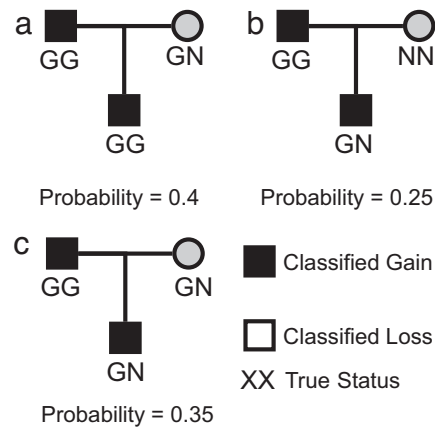 a b
GG GN GG NN
GG GN
Probability = 0.4 Probability = 0.25
c
GG GN Classified Gain
Classified Loss
GN XX True Status
Probability = 0.35